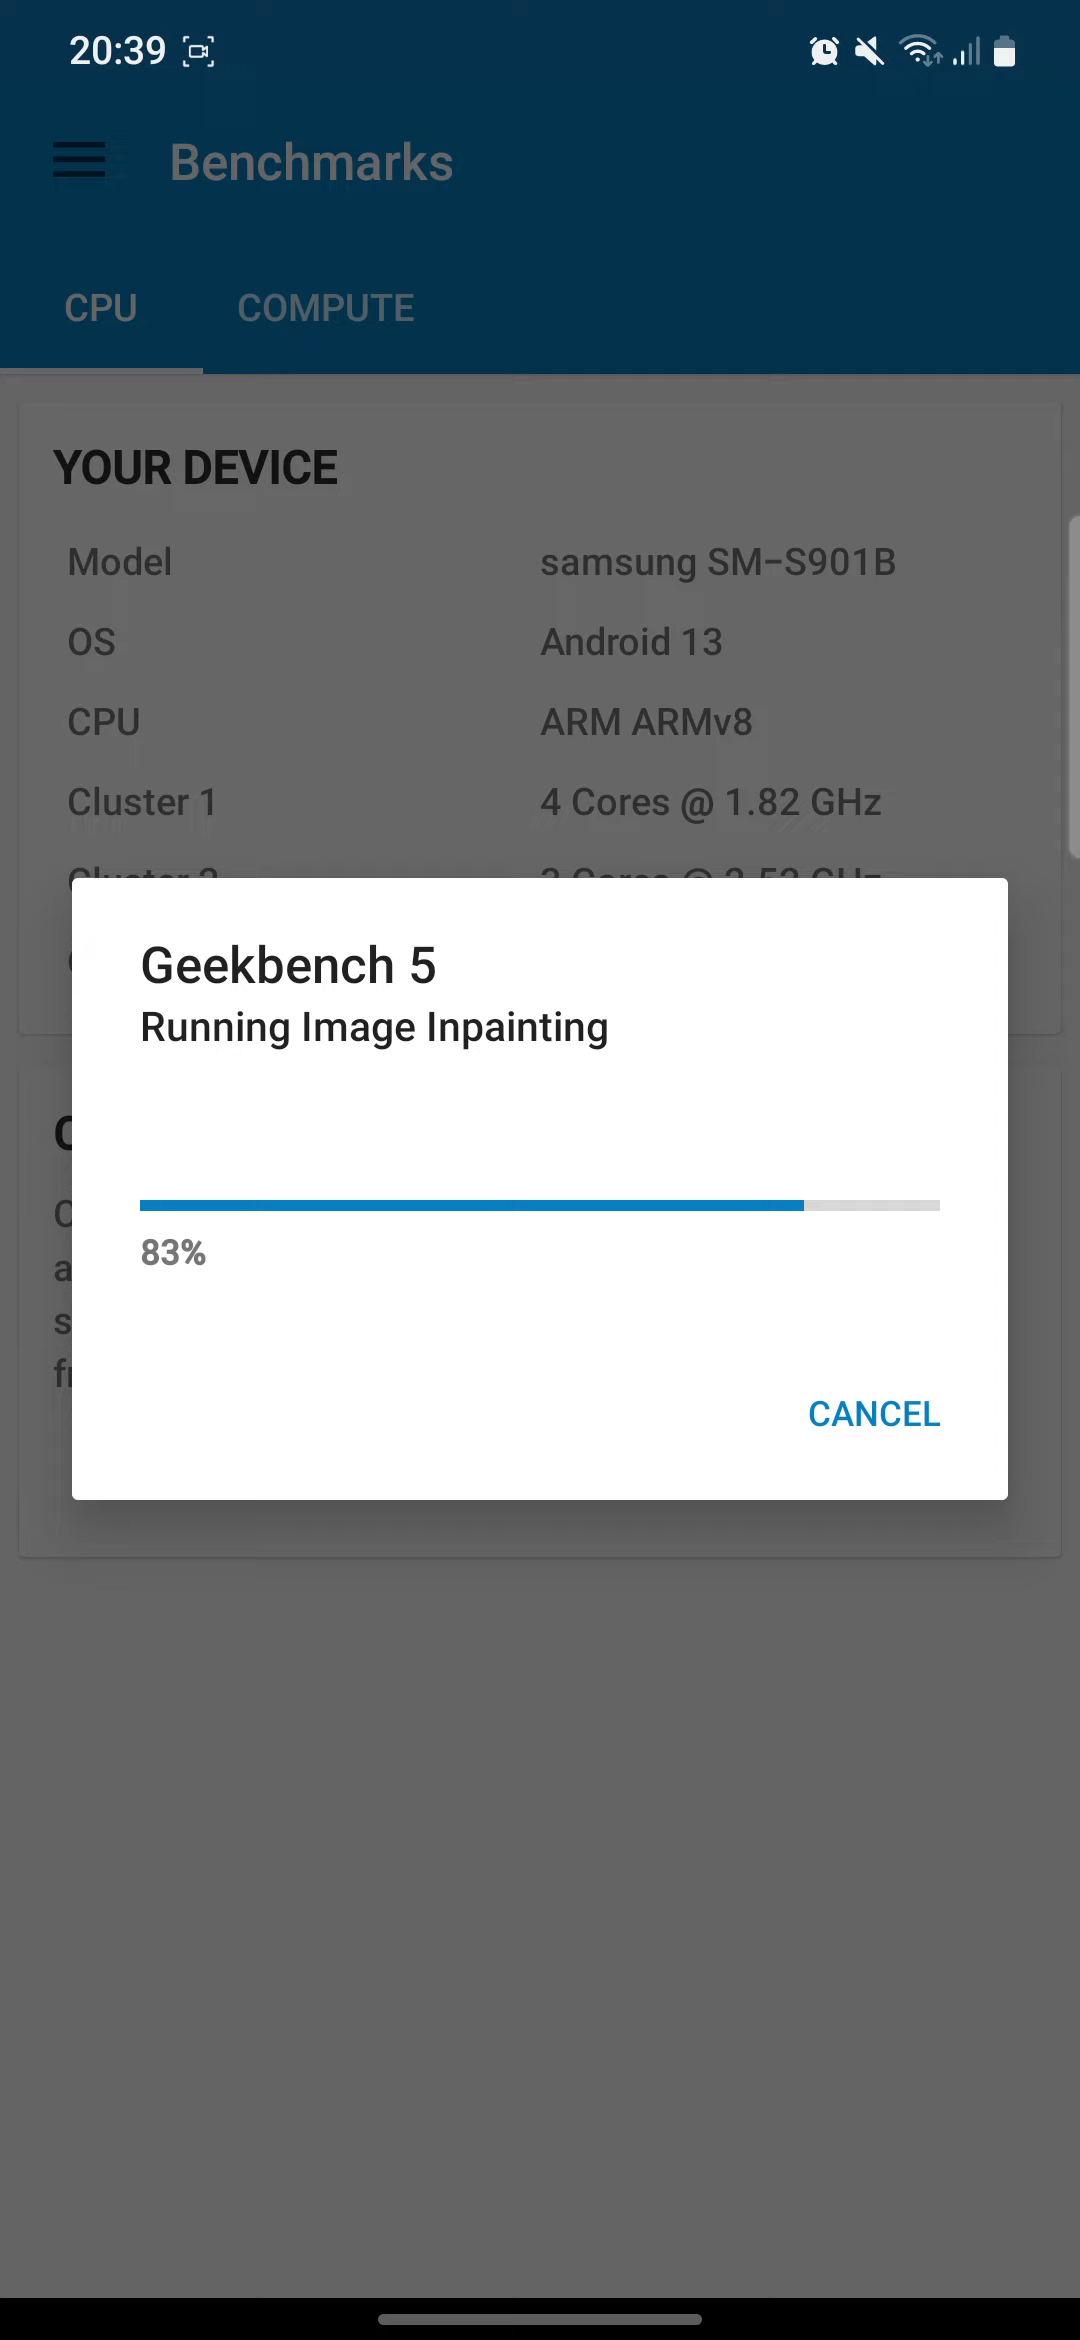 20:39
Benchmarks
CPU COMPUTE
YOUR DEVICE
Model samsung SM-S901B
OS Android 13
CPU ARM ARMv8
Cluster 1 4 Cores @ 1.82 GHz
Geekbench 5
Running Image Inpainting
83%
CANCEL